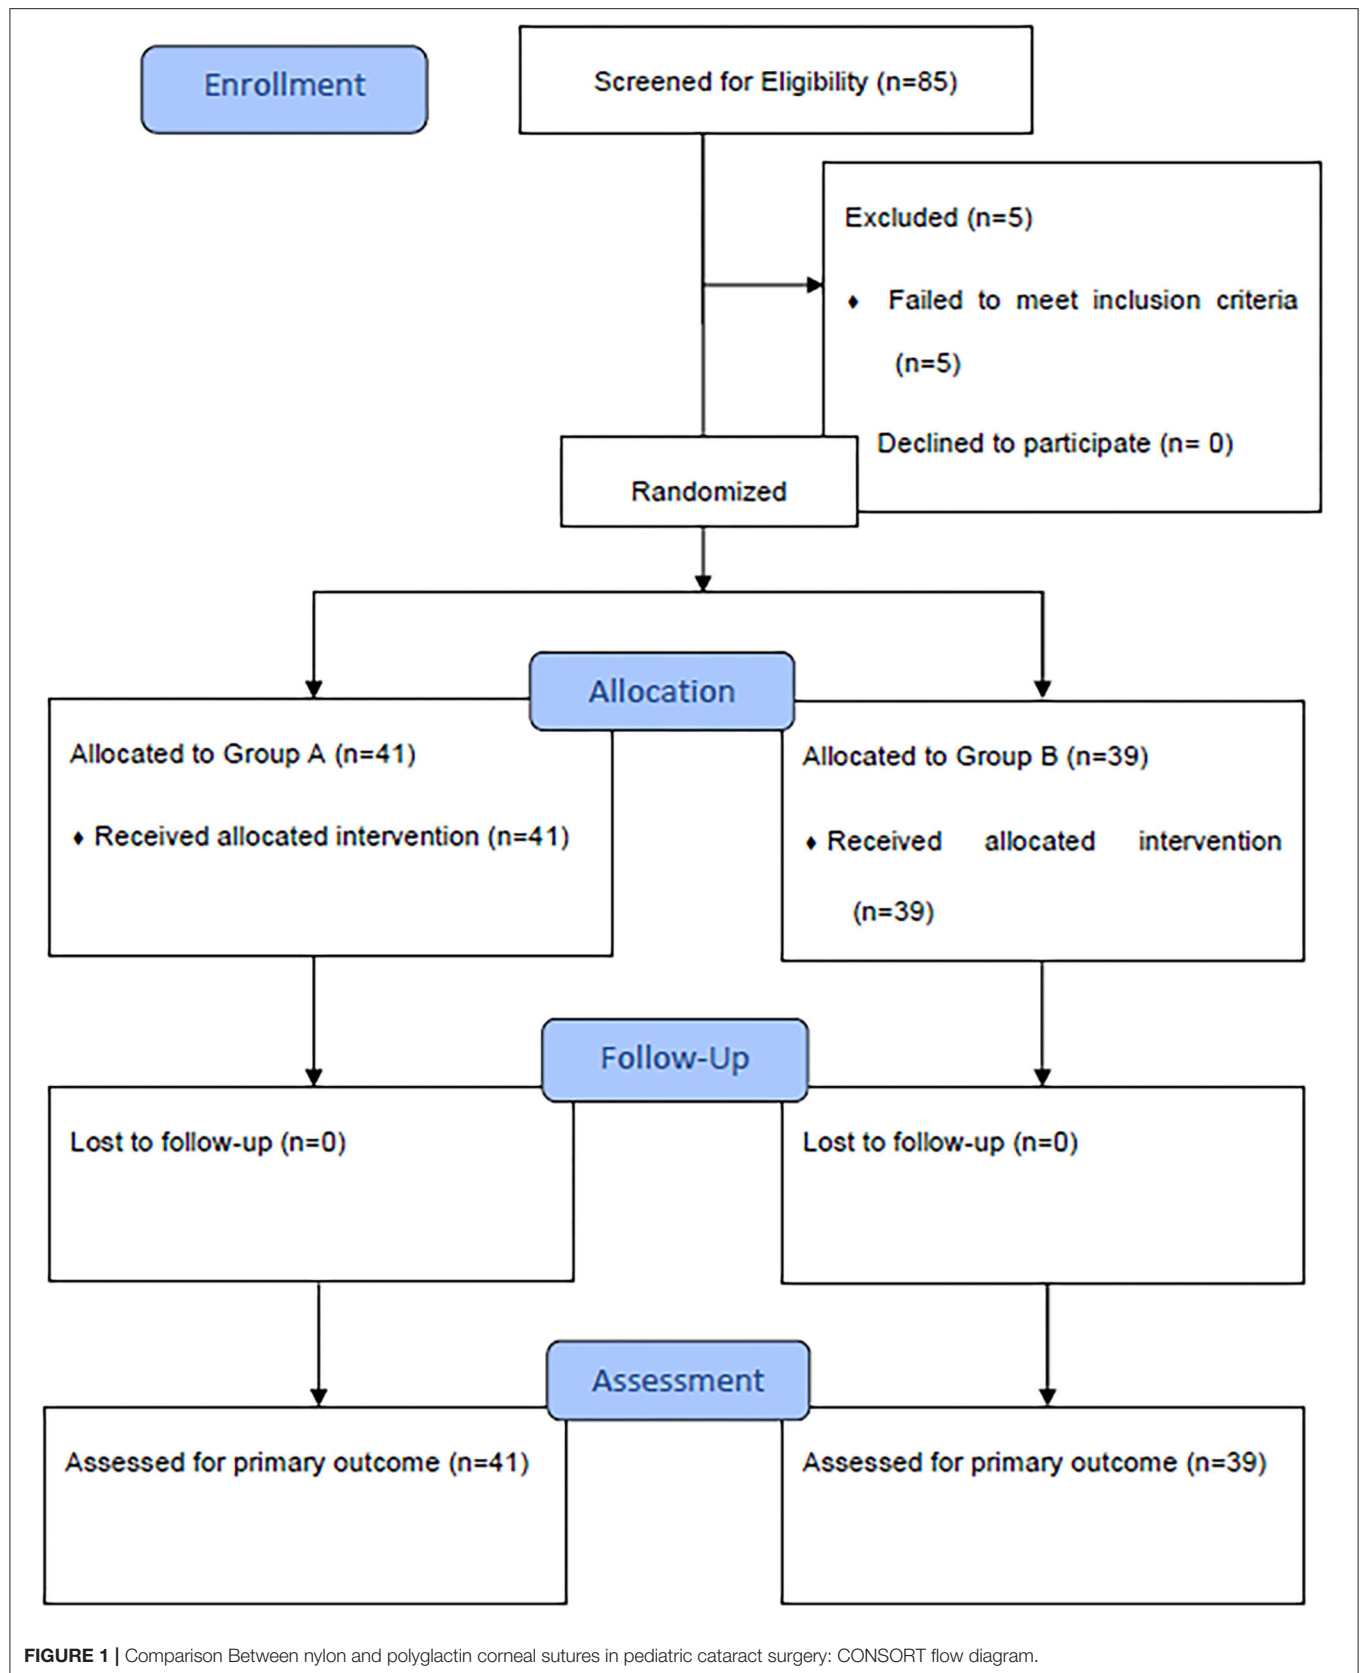 Enrollment
Screened for Eligibility (n=85)
Excluded (n=5)
♦ Failed to meet inclusion criteria
(n=5)
Declined to participate (n= 0)
Randomized
Allocation
Allocated to Group A (n=41)
♦ Received allocated intervention (n=41)
Allocated to Group B (n=39)
♦ Received allocated intervention
(n=39)
Follow-Up
Lost to follow-up (n=0)
Lost to follow-up (n=0)
Assessment
Assessed for primary outcome (n=41)
Assessed for primary outcome (n=39)
FIGURE 1 | Comparison Between nylon and polyglactin corneal sutures in pediatric cataract surgery: CONSORT flow diagram.